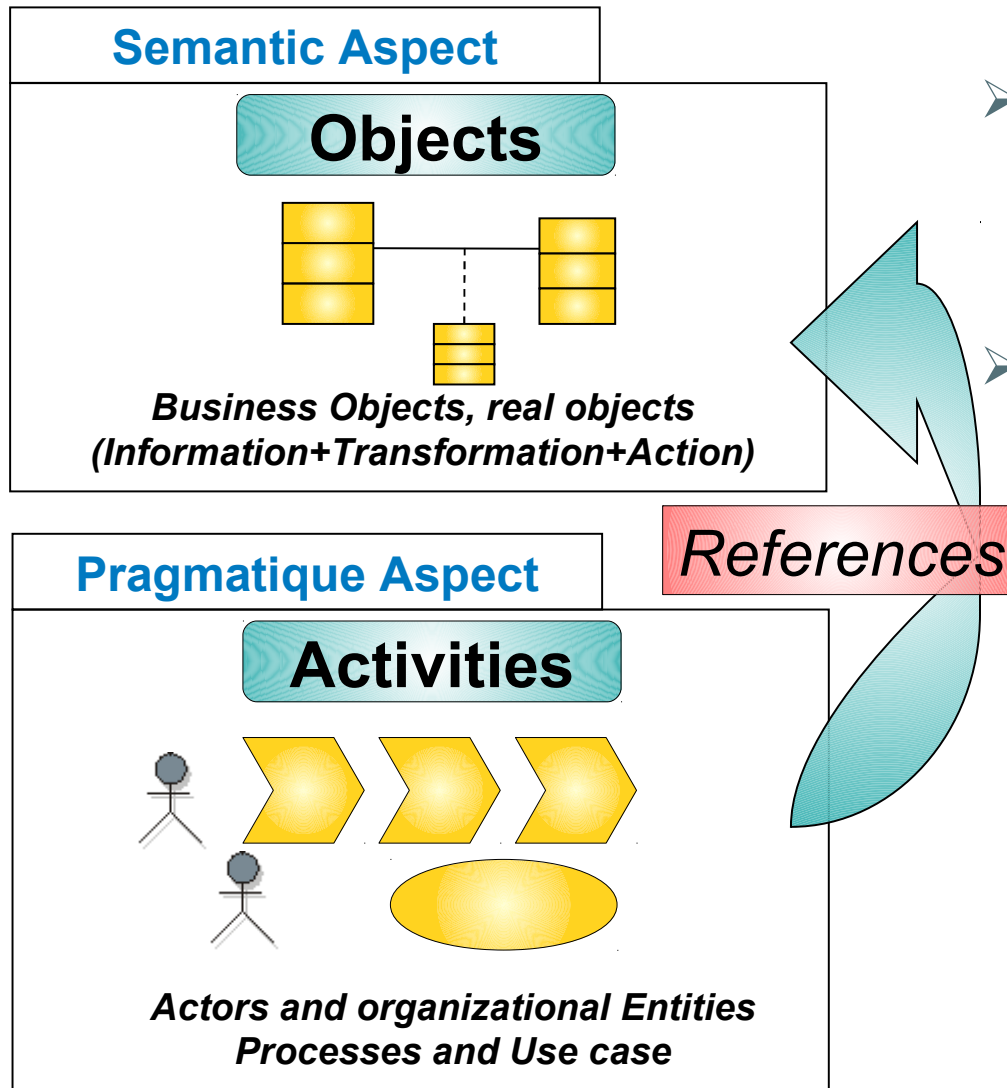 Semantic Aspect
Objects
Business Objects, real objects
(Information+Transformation+Action)
References
Pragmatique Aspect
Activities
Actors and organizational Entities
Processes and Use case